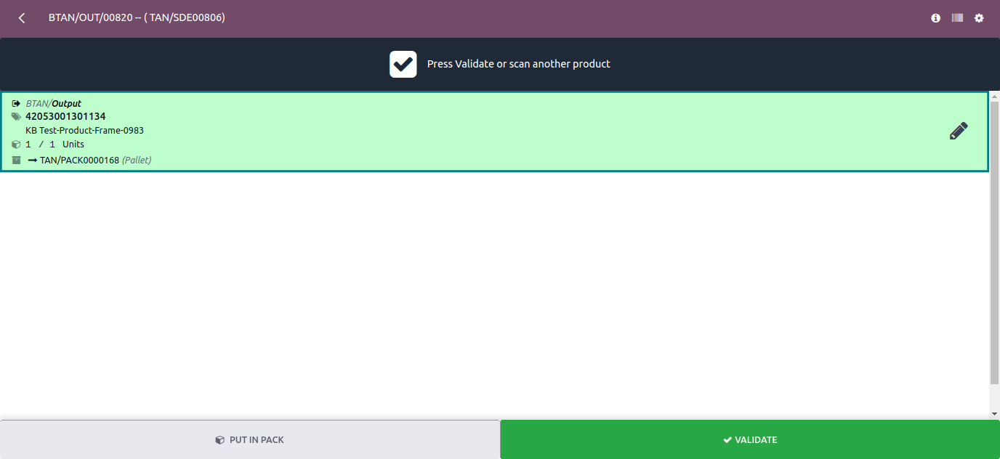 BTAN/OUT/00820 -- ( TAN/SDE00806)
Press Validate or scan another product
BTAN/Output
42053001301134
KB Test-Product-Frame-0983
1 / 1 Units
TAN/PACK0000168 (Pallet)
PUT IN PACK
VALIDATE